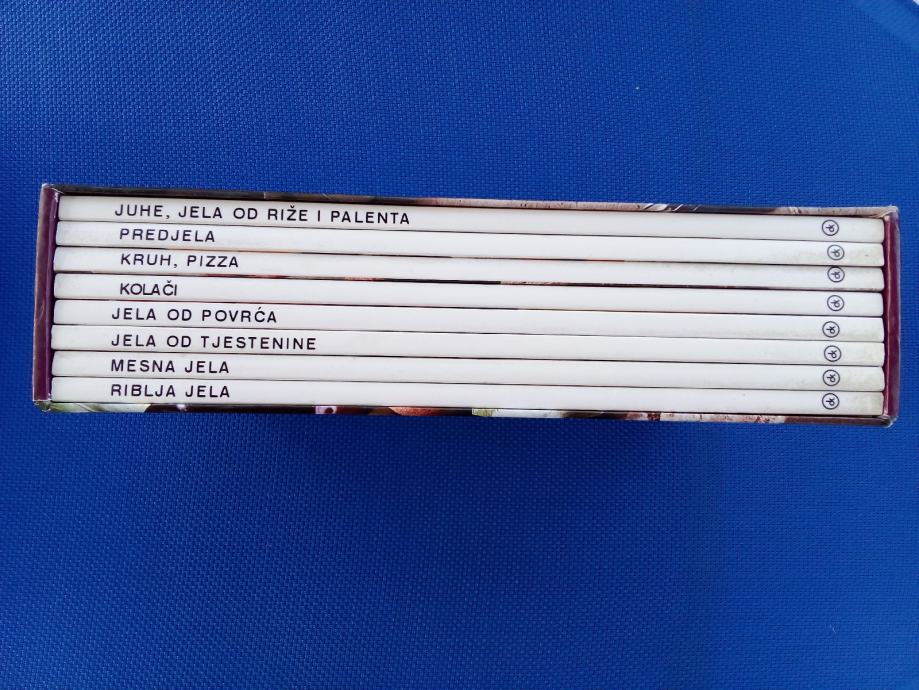 JUHE, JELA OD RIŽE I PALENTA
PREDJELA
KRUH, PIZZA
KOLAČI
JELA OD POVRĆA
JELA OD TJESTENINE
MESNA JELA
RIBLJA JELA